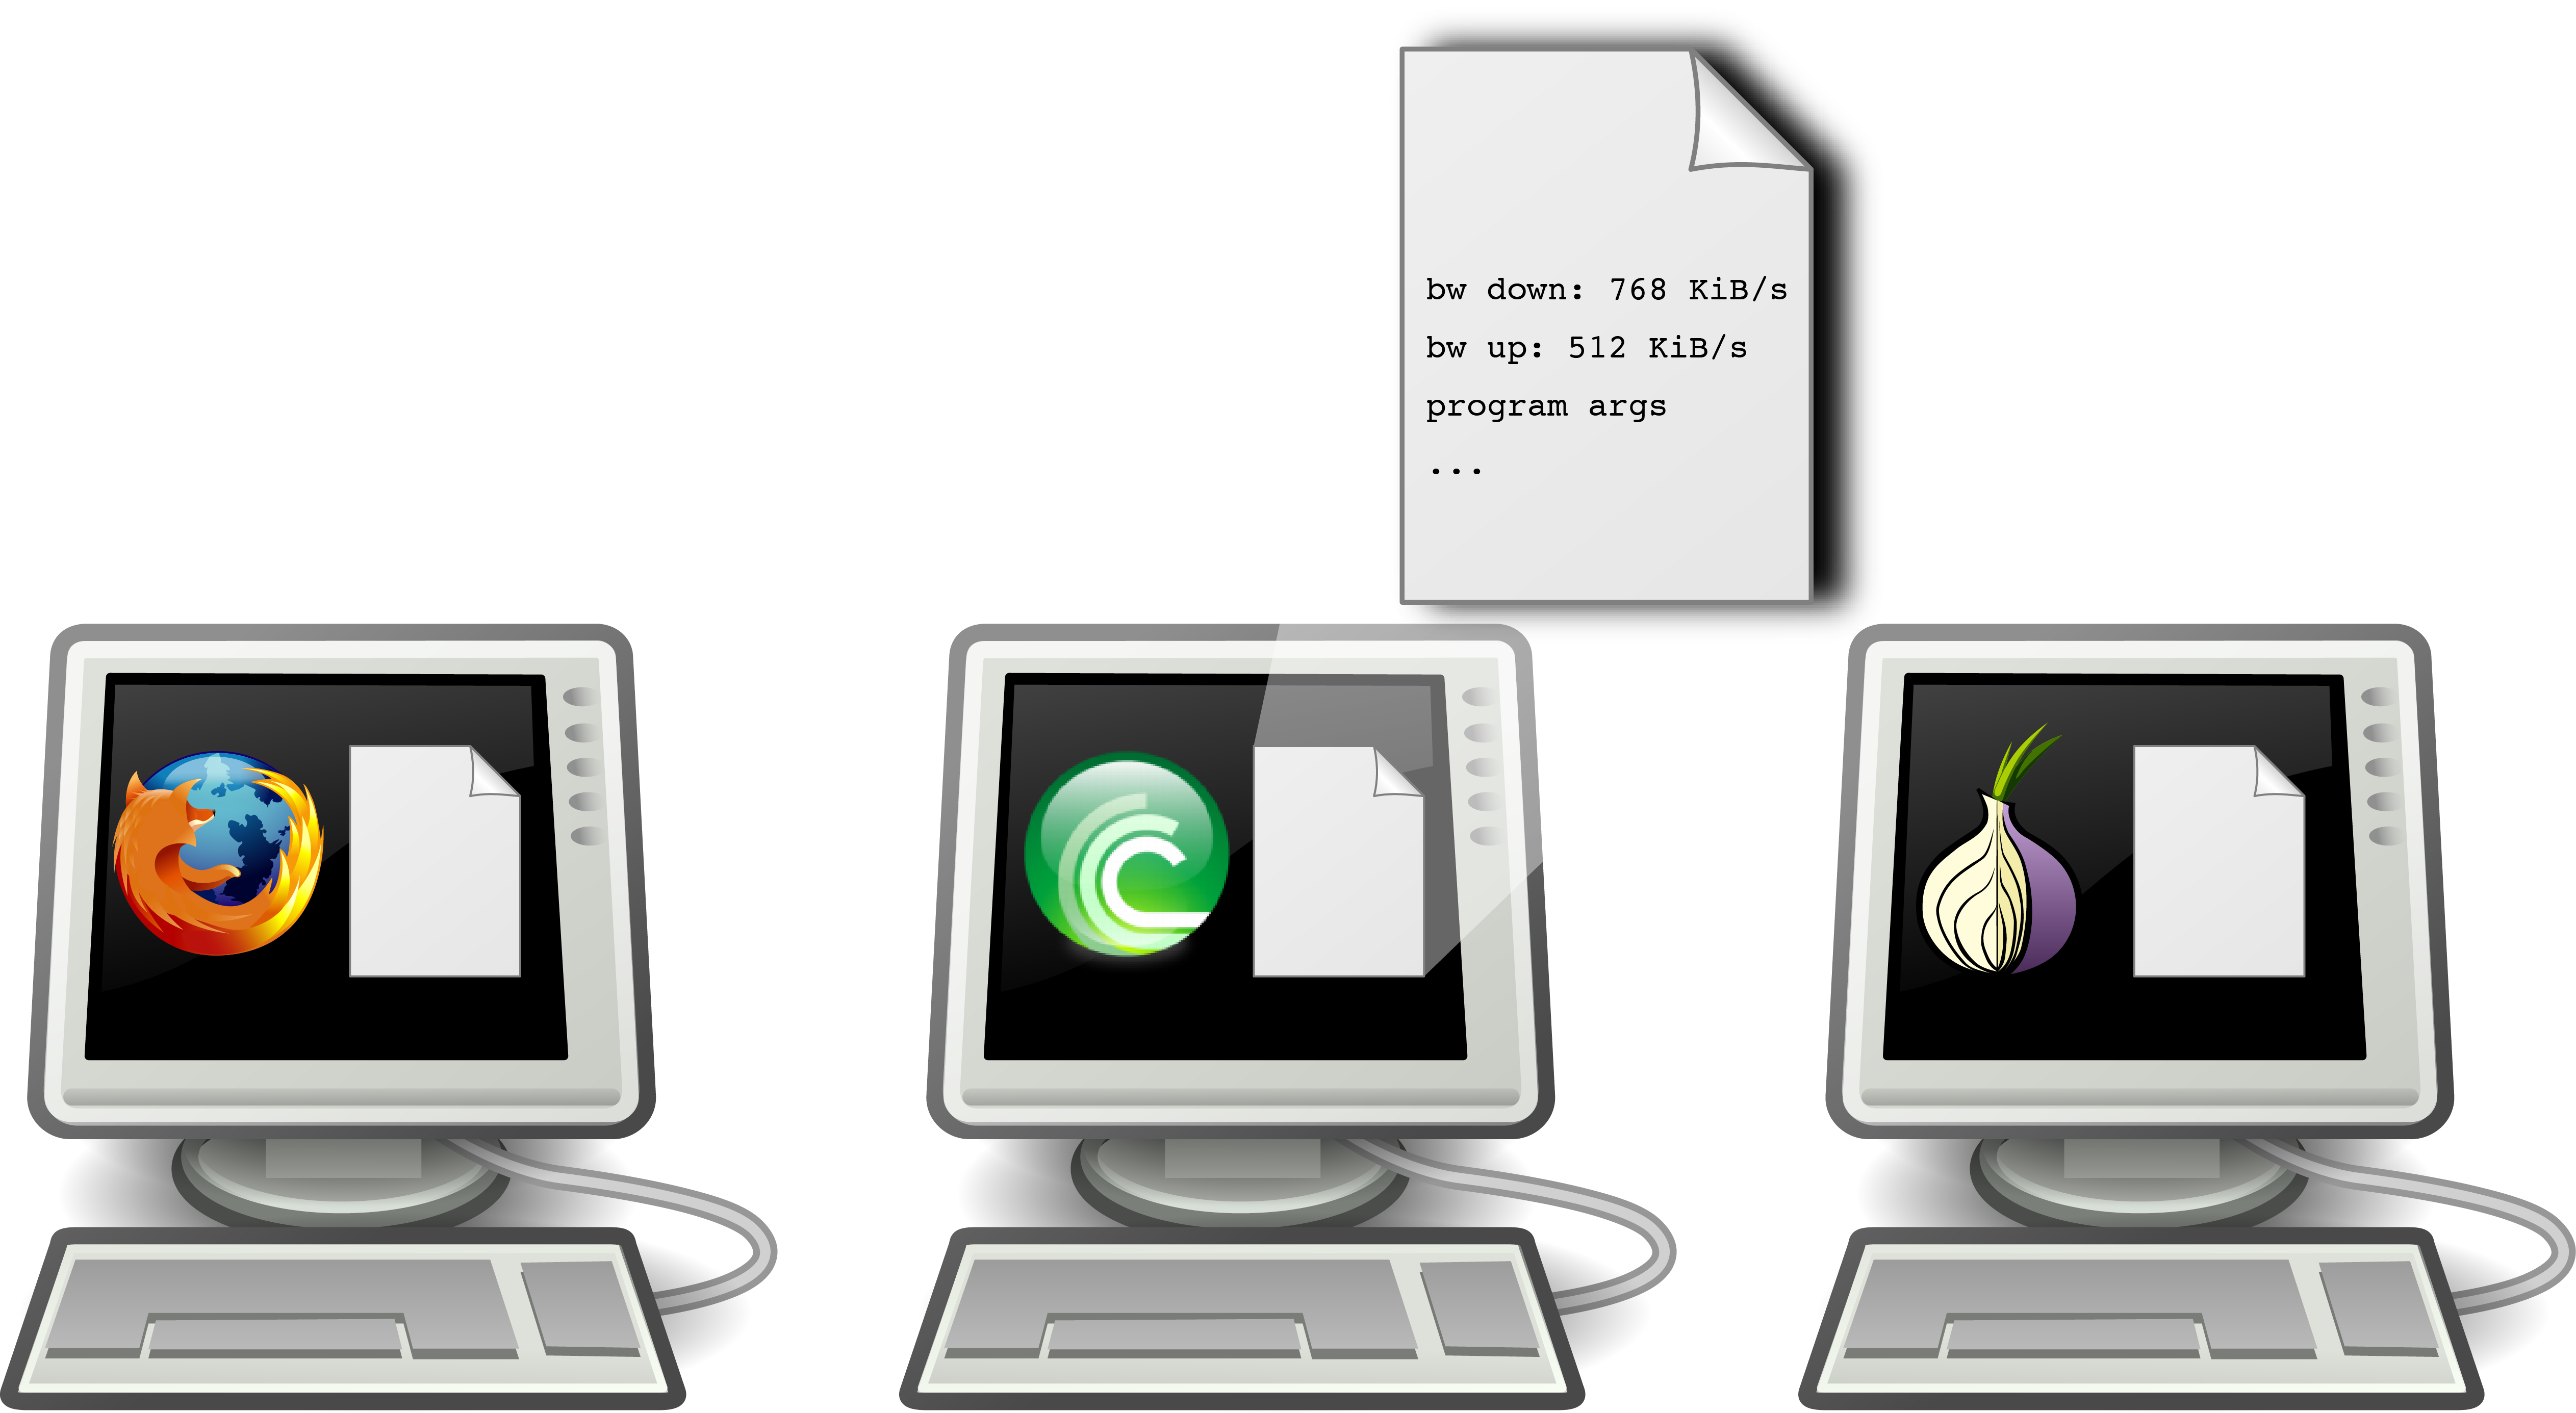 bw down: 768 KiB/s
bw up: 512 KiB/s
program args
...